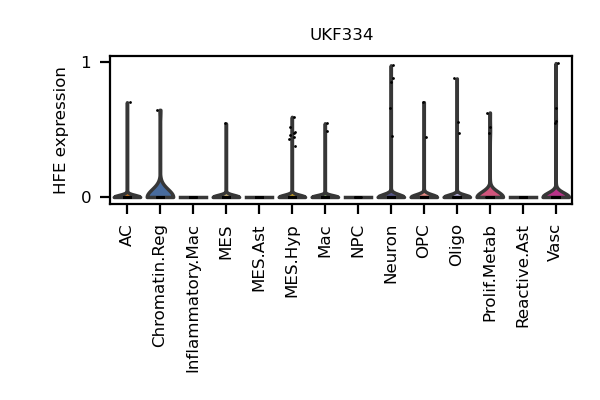 UKF334
HFE expression
1
0
AC
Chromatin.Reg
Inflammatory.Mac
MES
MES.Ast
MES.Hyp
Mac
NPC
Neuron
OPC
Oligo
Prolif.Metab
Reactive.Ast
Vasc